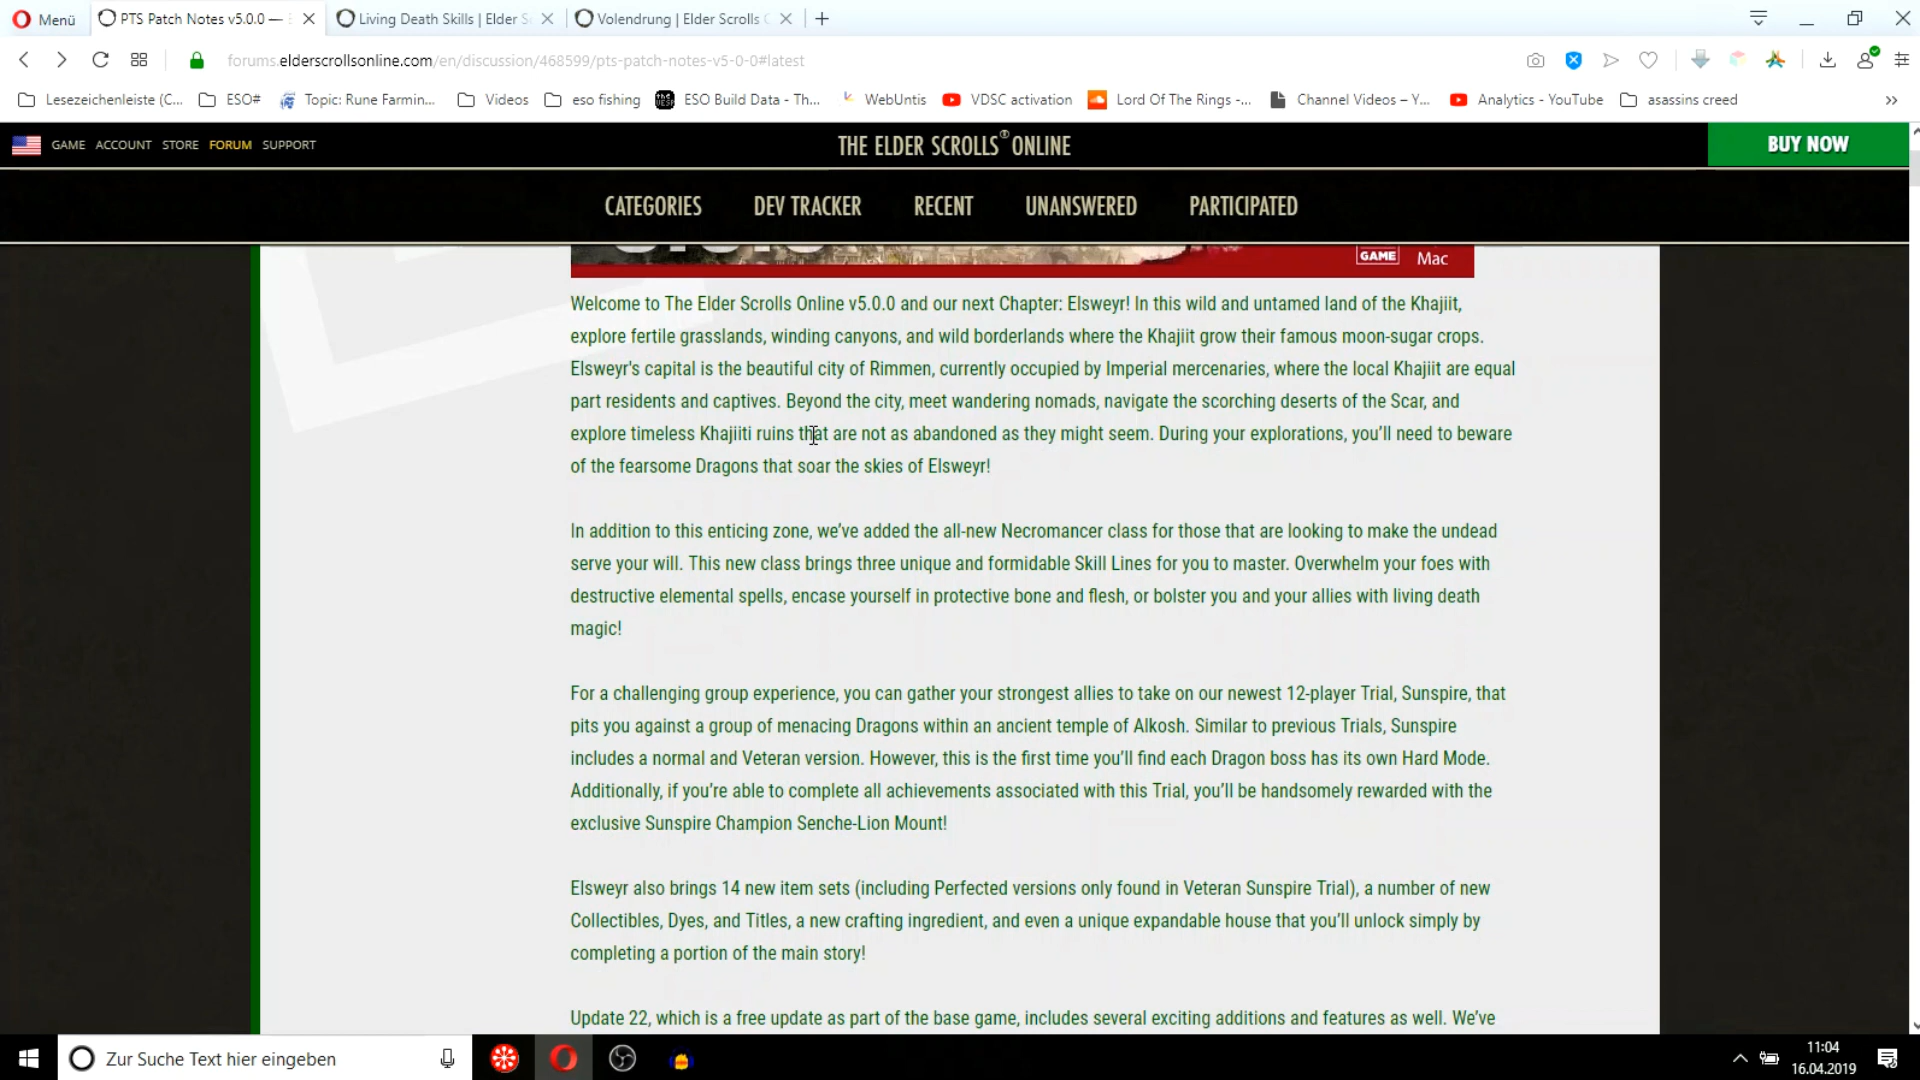 Menü
PTS Patch Notes v5.0.0 —
Living Death Skills | Elder S
Volendrung | Elder Scrolls
forums.elderscrollsonline.com/en/discussion/468599/pts-patch-notes-v5-0-0#latest
Lesezeichenleiste (C...
ESO#
Topic: Rune Farmin...
Videos
eso fishing
ESO Build Data - Th...
WebUntis
VDSC activation
Lord Of The Rings -...
Channel Videos – Y...
Analytics - YouTube
asassins creed
GAME ACCOUNT STORE FORUM SUPPORT
THE ELDER SCROLLS® ONLINE
BUY NOW
CATEGORIES DEV TRACKER RECENT UNANSWERED PARTICIPATED
GAME Mac
Welcome to The Elder Scrolls Online v5.0.0 and our next Chapter: Elsweyr! In this wild and untamed land of the Khajiit,
explore fertile grasslands, winding canyons, and wild borderlands where the Khajiit grow their famous moon-sugar crops.
Elsweyr's capital is the beautiful city of Rimmen, currently occupied by Imperial mercenaries, where the local Khajiit are equal
part residents and captives. Beyond the city, meet wandering nomads, navigate the scorching deserts of the Scar, and
explore timeless Khajiiti ruins that are not as abandoned as they might seem. During your explorations, you’ll need to beware
of the fearsome Dragons that soar the skies of Elsweyr!
In addition to this enticing zone, we’ve added the all-new Necromancer class for those that are looking to make the undead
serve your will. This new class brings three unique and formidable Skill Lines for you to master. Overwhelm your foes with
destructive elemental spells, encase yourself in protective bone and flesh, or bolster you and your allies with living death
magic!
For a challenging group experience, you can gather your strongest allies to take on our newest 12-player Trial, Sunspire, that
pits you against a group of menacing Dragons within an ancient temple of Alkosh. Similar to previous Trials, Sunspire
includes a normal and Veteran version. However, this is the first time you’ll find each Dragon boss has its own Hard Mode.
Additionally, if you’re able to complete all achievements associated with this Trial, you’ll be handsomely rewarded with the
exclusive Sunspire Champion Senche-Lion Mount!
Elsweyr also brings 14 new item sets (including Perfected versions only found in Veteran Sunspire Trial), a number of new
Collectibles, Dyes, and Titles, a new crafting ingredient, and even a unique expandable house that you’ll unlock simply by
completing a portion of the main story!
Update 22, which is a free update as part of the base game, includes several exciting additions and features as well. We’ve
Zur Suche Text hier eingeben
11:04
16.04.2019